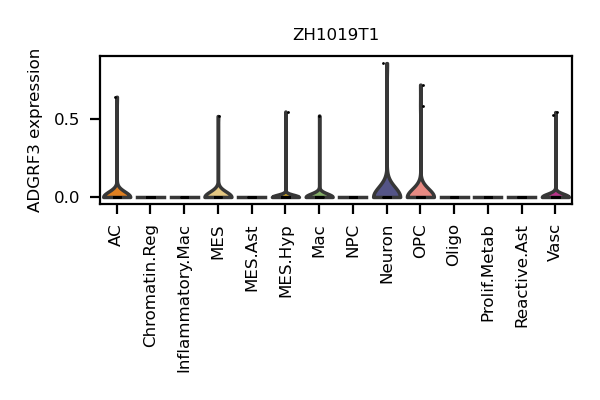 ZH1019T1
ADGRF3 expression
0.5
0.0
AC
Chromatin.Reg
Inflammatory.Mac
MES
MES.Ast
MES.Hyp
Mac
NPC
Neuron
OPC
Oligo
Prolif.Metab
Reactive.Ast
Vasc